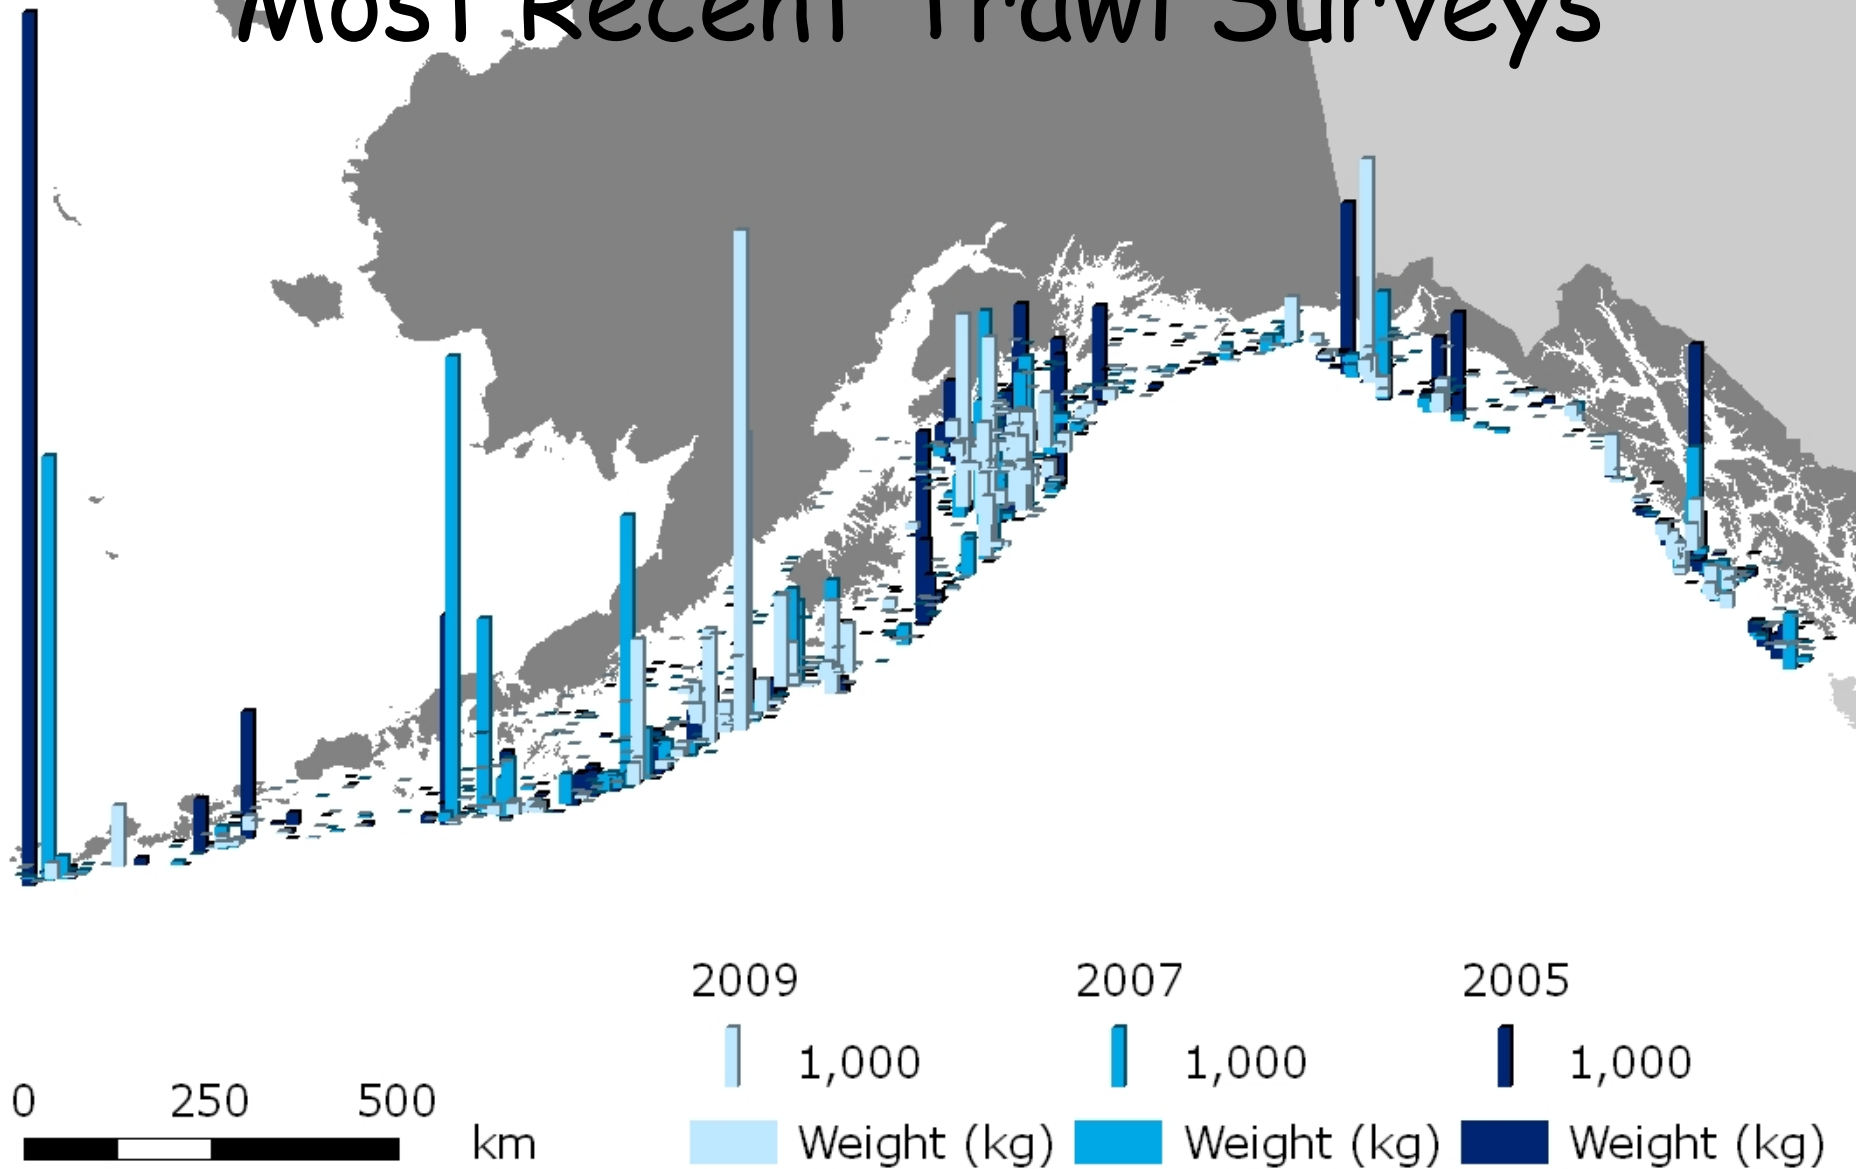 Most Recent Trawl Surveys
2009 2007 2005
1,000 1,000 1,000
0 250 500
km
Weight (kg) Weight (kg) Weight (kg)